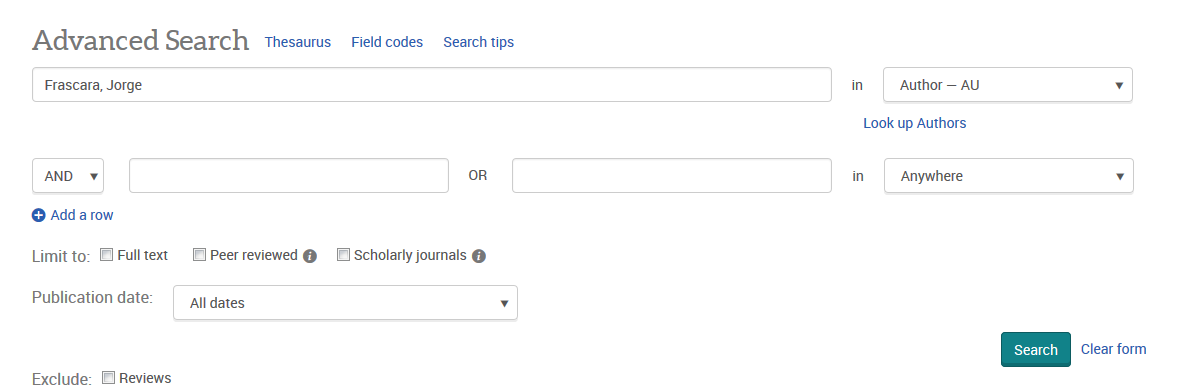 Advanced Search Thesaurus Field codes Search tips
Frascara, Jorge in Author — AU
Look up Authors
AND OR in Anywhere
Add a row
Limit to: Full text Peer reviewed i Scholarly journals i
Publication date: All dates
Search Clear form
Exclude: Reviews